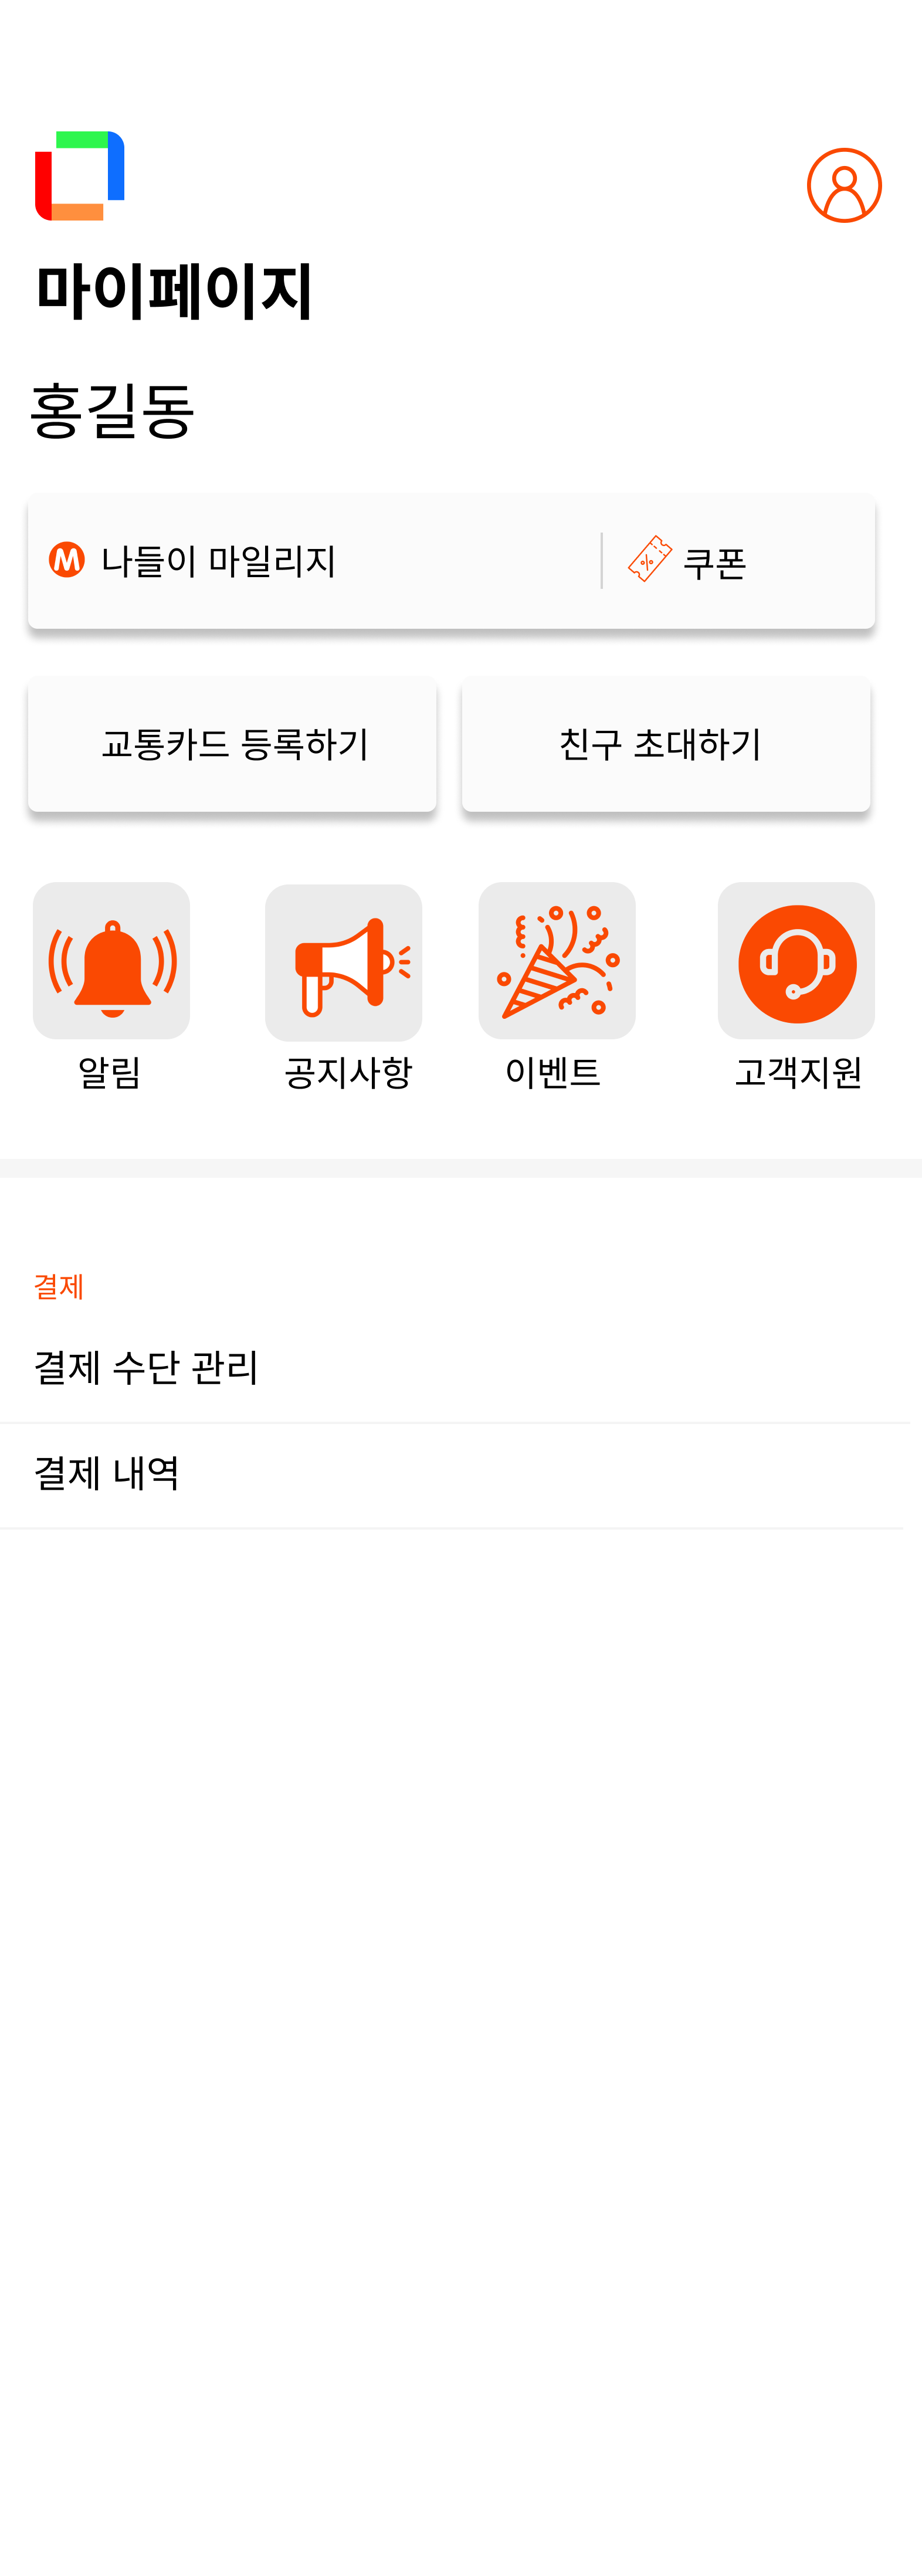 마이페이지
홍길동
M 나들이 마일리지
% 쿠폰
교통카드 등록하기
친구 초대하기
알림
공지사항
이벤트
고객지원
결제
결제 수단 관리
결제 내역